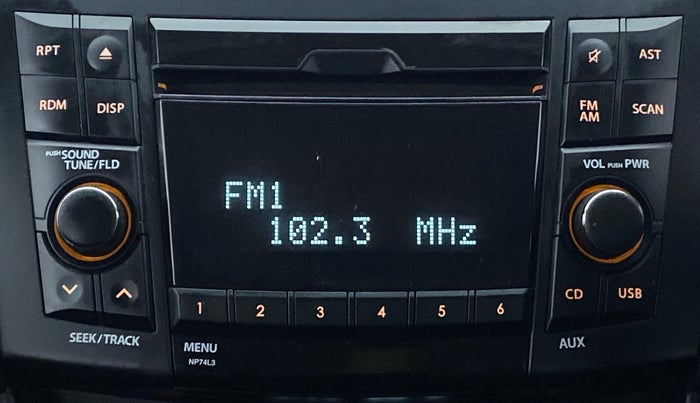 RPT
RDM
DISP
PUSH SOUND
TUNE/FLD
SEEK/TRACK
FM1
102.3 MHz
1 2 3 4 5 6
MENU
NP74L3
AST
FM
AM
SCAN
VOL PUSH PWR
CD
USB
AUX